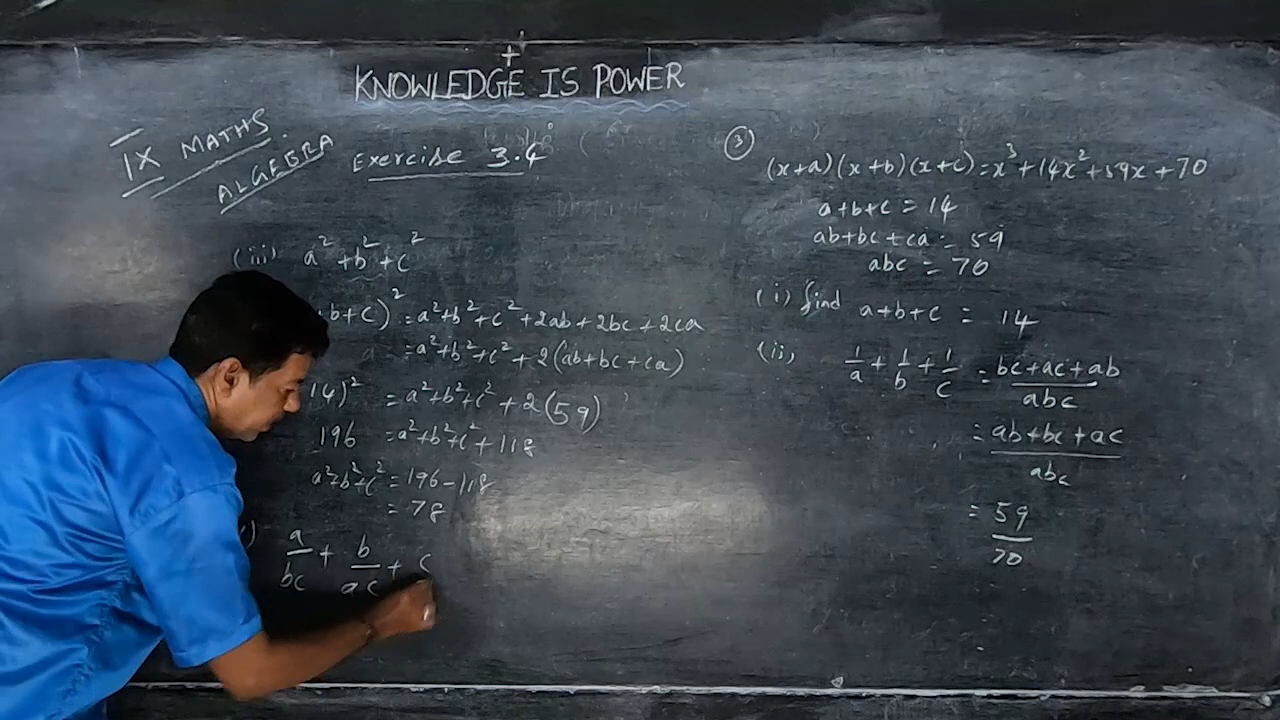 KNOWLEDGE IS POWER
IX MATHS
ALGEBRA
Exercise 3.4
(iii) a²+b²+c²
b+c)² = a²+b²+c²+2ab+2bc+2ca
= a²+b²+c²+2(ab+bc+ca)
14)² = a²+b²+c²+2(59)
196 = a²+b²+c²+118
a²+b²+c² = 196-118
= 78
) a/bc + b/ac + c
③
(x+a)(x+b)(x+c)=x³+14x²+59x+70
a+b+c = 14
ab+bc+ca = 59
abc = 70
(i) find a+b+c = 14
(ii) 1/a + 1/b + 1/c = bc+ac+ab/abc
= ab+bc+ac/abc
= 59/70